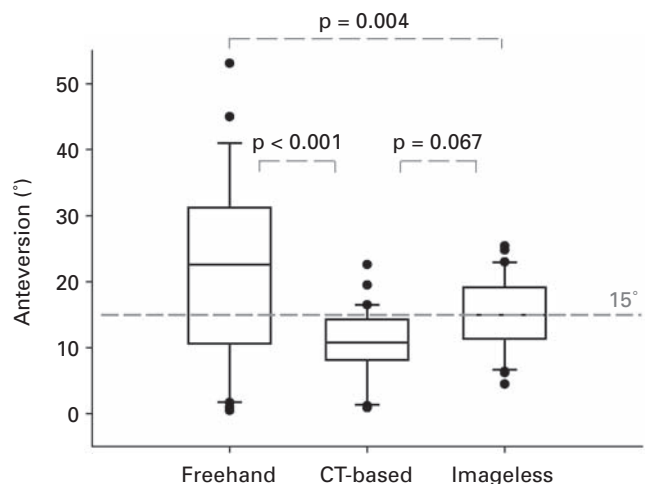 p = 0.004
50
p < 0.001 p = 0.067
40
30
Anteversion (°)
20
15°
10
0
Freehand CT-based Imageless